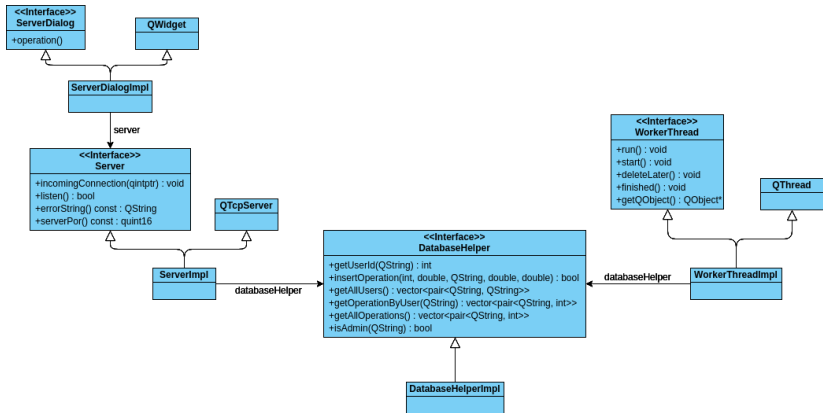 <<Interface>>
ServerDialog
+operation()
QWidget
ServerDialogImpl
server
<<Interface>>
Server
+incomingConnection(qintptr) : void
+listen() : bool
+errorString() const : QString
+serverPor() const : quint16
QTcpServer
ServerImpl
databaseHelper
<<Interface>>
DatabaseHelper
+getUserId(QString) : int
+insertOperation(int, double, QString, double, double) : bool
+getAllUsers() : vector<pair<QString, QString>>
+getOperationByUser(QString) : vector<pair<QString, int>>
+getAllOperations() : vector<pair<QString, int>>
+isAdmin(QString) : bool
DatabaseHelperImpl
<<Interface>>
WorkerThread
+run() : void
+start() : void
+deleteLater() : void
+finished() : void
+getQObject() : QObject*
QThread
databaseHelper
WorkerThreadImpl